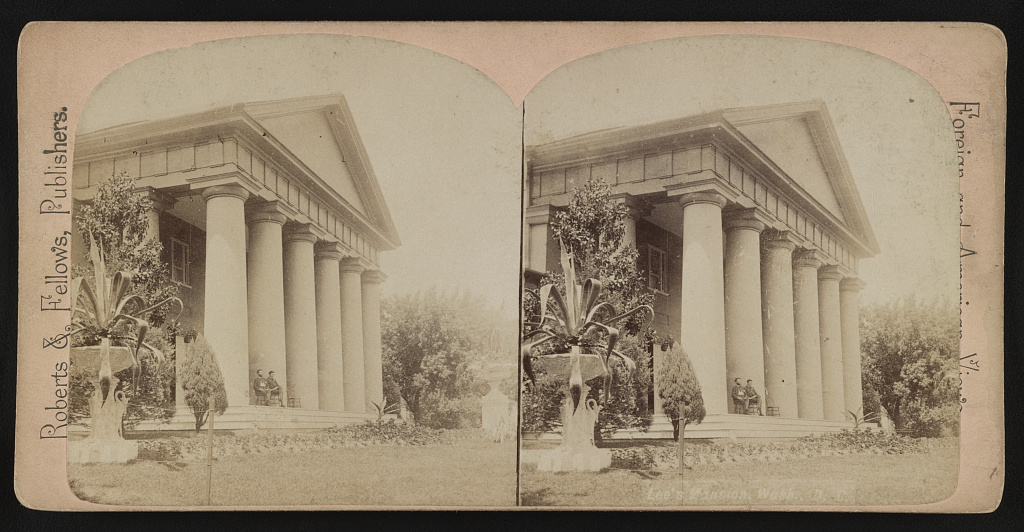 Roberts & Fellows, Publishers.
Foreign and American Views
Lee's Mansion, Wash.